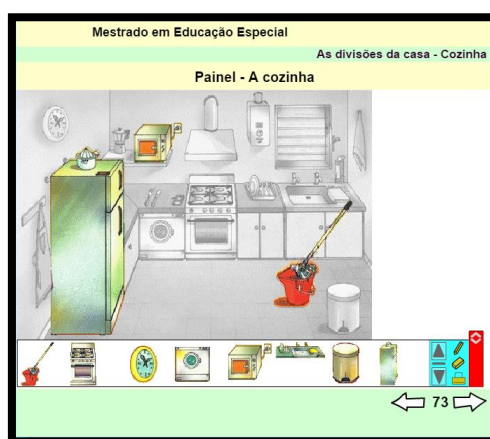 Mestrado em Educação Especial
As divisões da casa - Cozinha
Painel - A cozinha
73